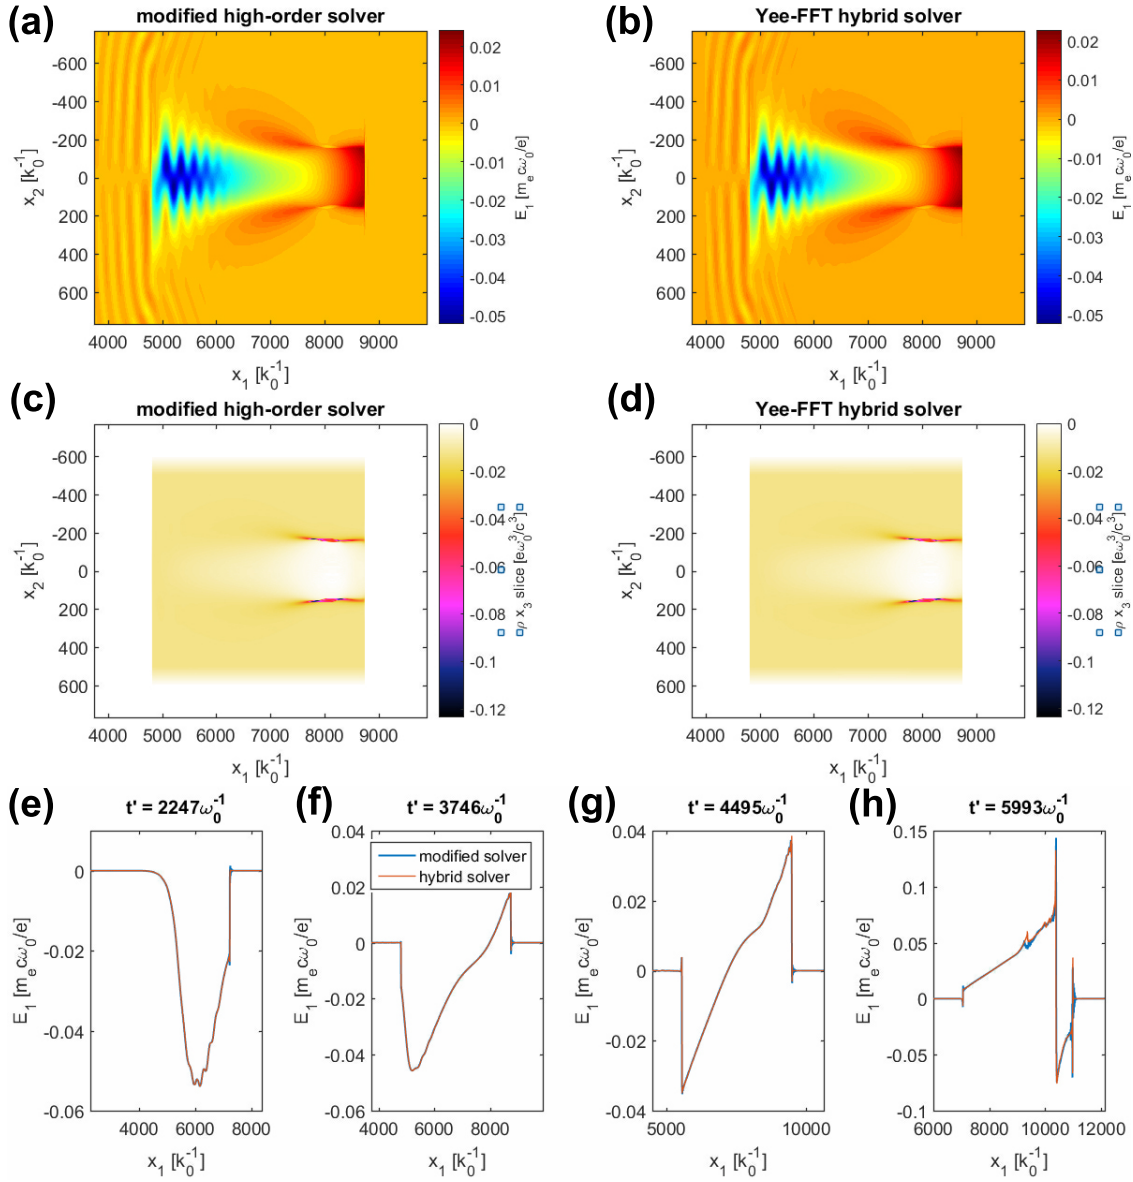 (a)
modified high-order solver
-600
-400
-200
0
200
400
600
4000 5000 6000 7000 8000 9000
x₂ [k₀⁻¹]
x₁ [k₀⁻¹]
0.02
0.01
0
-0.01
-0.02
-0.03
-0.04
-0.05
E₁ [mₑcω₀/e]
(b)
Yee-FFT hybrid solver
-600
-400
-200
0
200
400
600
4000 5000 6000 7000 8000 9000
x₂ [k₀⁻¹]
x₁ [k₀⁻¹]
0.02
0.01
0
-0.01
-0.02
-0.03
-0.04
-0.05
E₁ [mₑcω₀/e]
(c)
modified high-order solver
-600
-400
-200
0
200
400
600
4000 5000 6000 7000 8000 9000
x₂ [k₀⁻¹]
x₁ [k₀⁻¹]
0
-0.02
-0.04
-0.06
-0.08
-0.1
-0.12
ρ x₃ slice [eω₀³/c³]
(d)
Yee-FFT hybrid solver
-600
-400
-200
0
200
400
600
4000 5000 6000 7000 8000 9000
x₂ [k₀⁻¹]
x₁ [k₀⁻¹]
0
-0.02
-0.04
-0.06
-0.08
-0.1
-0.12
ρ x₃ slice [eω₀³/c³]
(e)
t' = 2247ω₀⁻¹
0
-0.02
-0.04
-0.06
4000 6000 8000
E₁ [mₑcω₀/e]
x₁ [k₀⁻¹]
(f)
t' = 3746ω₀⁻¹
modified solver
hybrid solver
0.04
0.02
0
-0.02
-0.04
-0.06
4000 6000 8000
E₁ [mₑcω₀/e]
x₁ [k₀⁻¹]
(g)
t' = 4495ω₀⁻¹
0.04
0.02
0
-0.02
-0.04
5000 10000
E₁ [mₑcω₀/e]
x₁ [k₀⁻¹]
(h)
t' = 5993ω₀⁻¹
0.15
0.1
0.05
0
-0.05
-0.1
6000 8000 10000 12000
E₁ [mₑcω₀/e]
x₁ [k₀⁻¹]